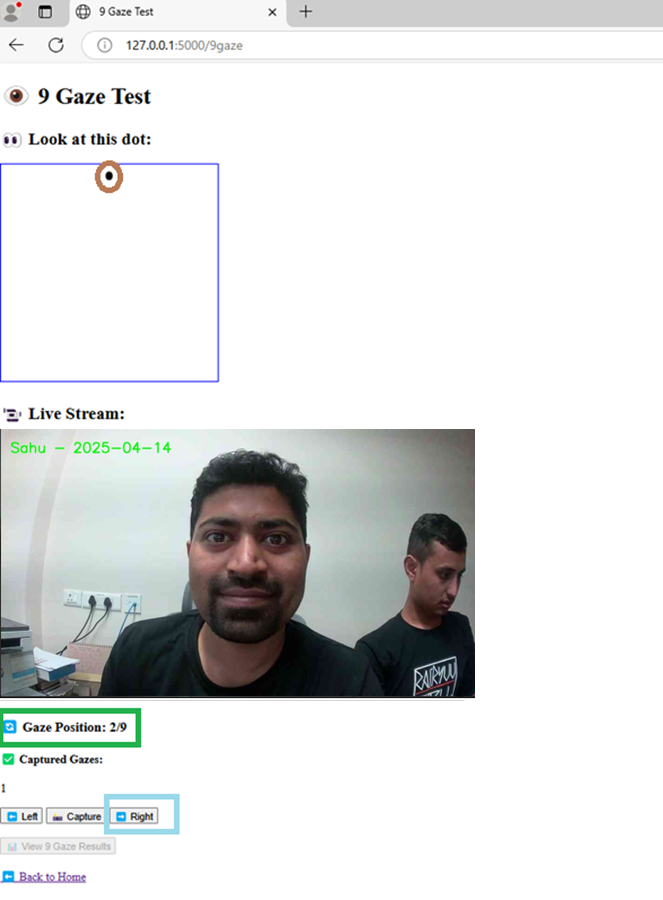 9 Gaze Test
127.0.0.1:5000/9gaze
9 Gaze Test
Look at this dot:
Live Stream:
Sahu - 2025-04-14
Gaze Position: 2/9
Captured Gazes:
1
Left Capture Right
View 9 Gaze Results
Back to Home